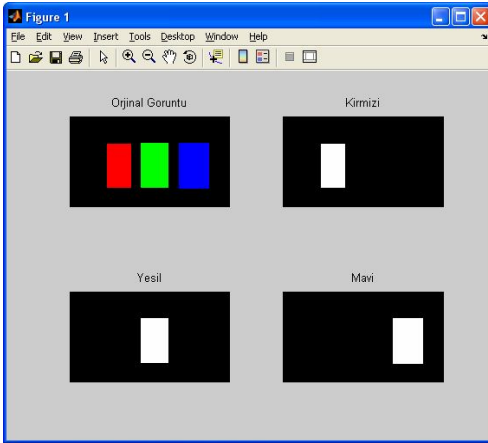 Figure 1
File Edit View Insert Tools Desktop Window Help
Orjinal Goruntu
Kirmizi
Yesil
Mavi